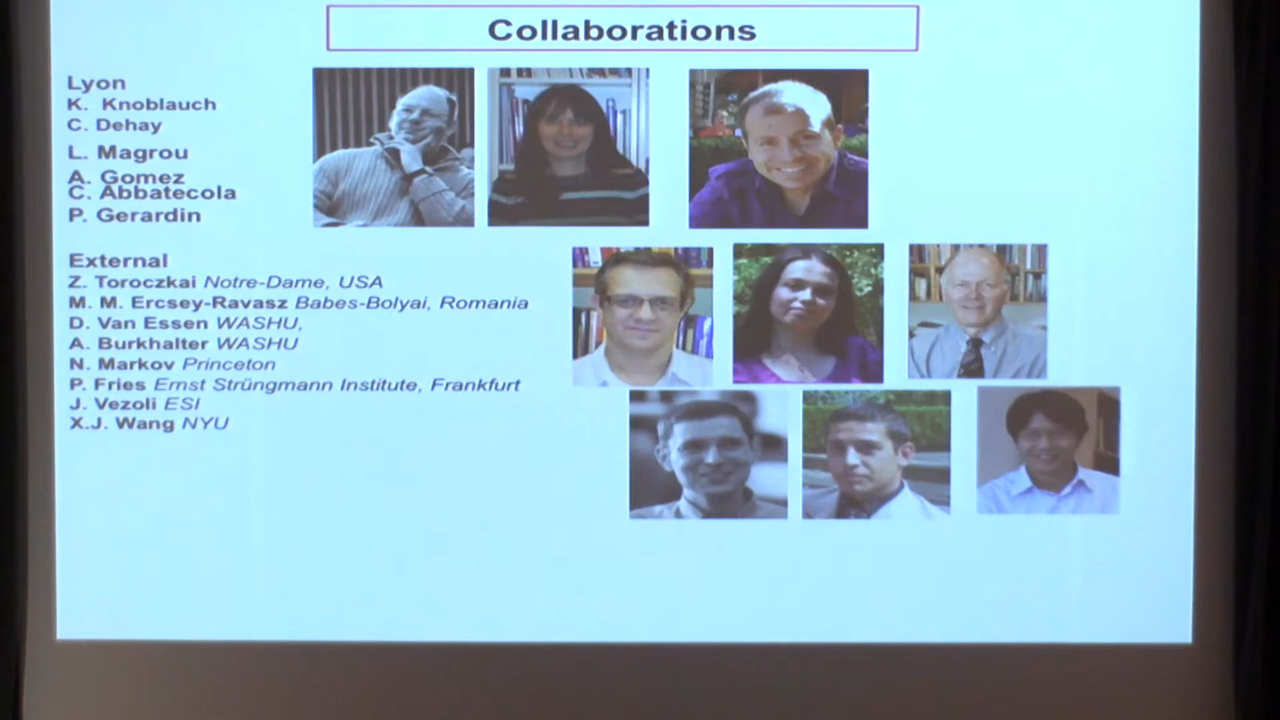 Collaborations
Lyon
K. Knoblauch
C. Dehay
L. Magrou
A. Gomez
C. Abbatecola
P. Gerardin
External
Z. Toroczkai Notre-Dame, USA
M. M. Ercsey-Ravasz Babes-Bolyai, Romania
D. Van Essen WASHU,
A. Burkhalter WASHU
N. Markov Princeton
P. Fries Ernst Strüngmann Institute, Frankfurt
J. Vezoli ESI
X.J. Wang NYU